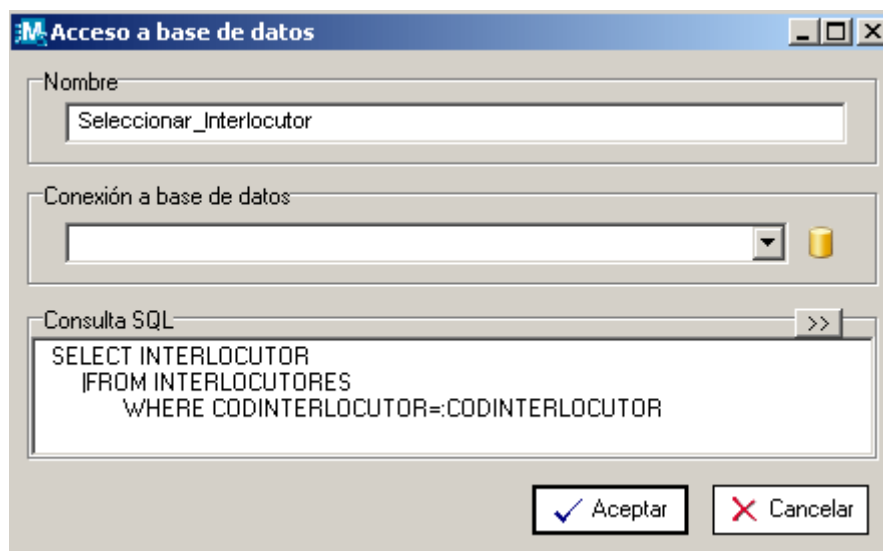 Acceso a base de datos
Nombre
Seleccionar_Interlocutor
Conexión a base de datos
Consulta SQL
>>
SELECT INTERLOCUTOR
FROM INTERLOCUTORES
WHERE CODINTERLOCUTOR=:CODINTERLOCUTOR
Aceptar
Cancelar